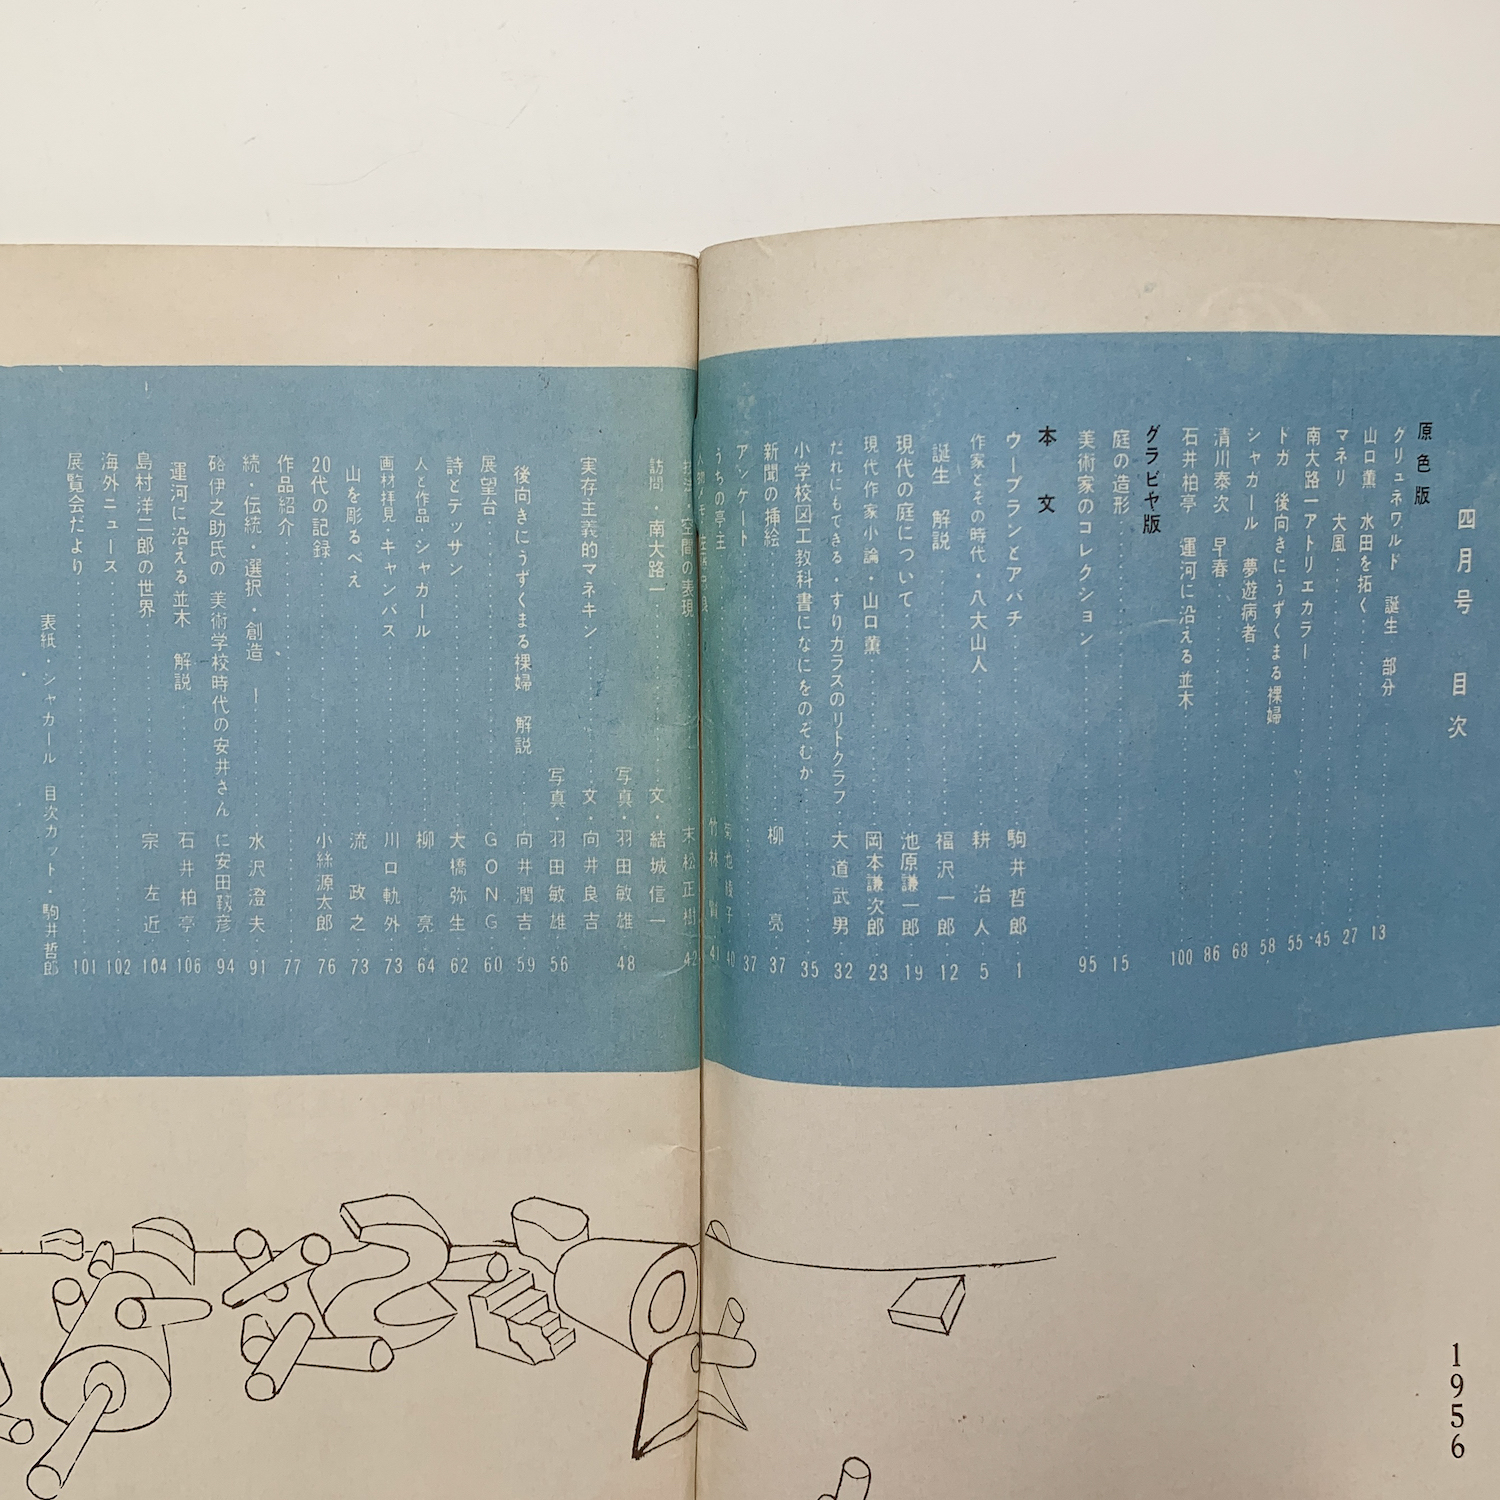 四月号 目次
原色版
グリュネワルド 誕生 部分 13
山口薫 水田を拓く 27
マネリ 大風 45
南大路一アトリエカラー 55
トガ 後向きにうずくまる裸婦 58
シャカール 夢遊病者 68
清川泰次 早春 86
石井柏亭 運河に沿える並木 100
グラビヤ版
庭の造形 15
美術家のコレクション 95
本文
ウーブランとアパチ 駒井哲郎 1
作家とその時代・八大山人 耕治人 5
誕生 解説 福沢一郎 12
現代の庭について 池原謙一郎 19
現代作家小論・山口薫 岡本謙次郎 23
だれにもできる・すりガラスのリトクラフ 大道武男 32
小学校図工教科書になにをのぞむか 35
新聞の挿絵 柳亮 37
アンケート 37
うちの亭主 菊池 子 40
竹林賢 41
空間の表現 末松正樹 42
訪問・南大路一 文・結城信一
写真・羽田敏雄 48
実存主義的マネキン 文・向井良吉
写真・羽田敏雄 56
後向きにうずくまる裸婦 解説 向井潤吉 59
展望台 GONG 60
詩とデッサン 大橋弥生 62
人と作品・シャカール 柳亮 64
画材拝見・キャンバス 川口軌外 73
山を彫るべえ 流政之 73
20代の記録 小絲源太郎 76
作品紹介 77
続・伝統・選択・創造 ー 水沢澄夫 91
硲伊之助氏の 美術学校時代の安井さん に安田靫彦 94
運河に沿える並木 解説 石井柏亭 106
島村洋二郎の世界 宗左近 104
海外ニュース 102
展覧会だより 101
表紙・シャカール 目次カット・駒井哲郎
1956